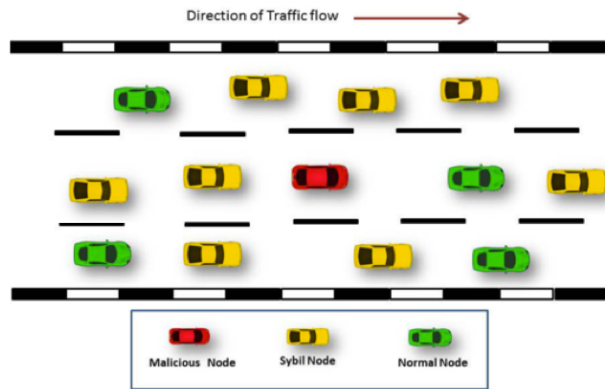 Direction of Traffic flow
Malicious Node
Sybil Node
Normal Node